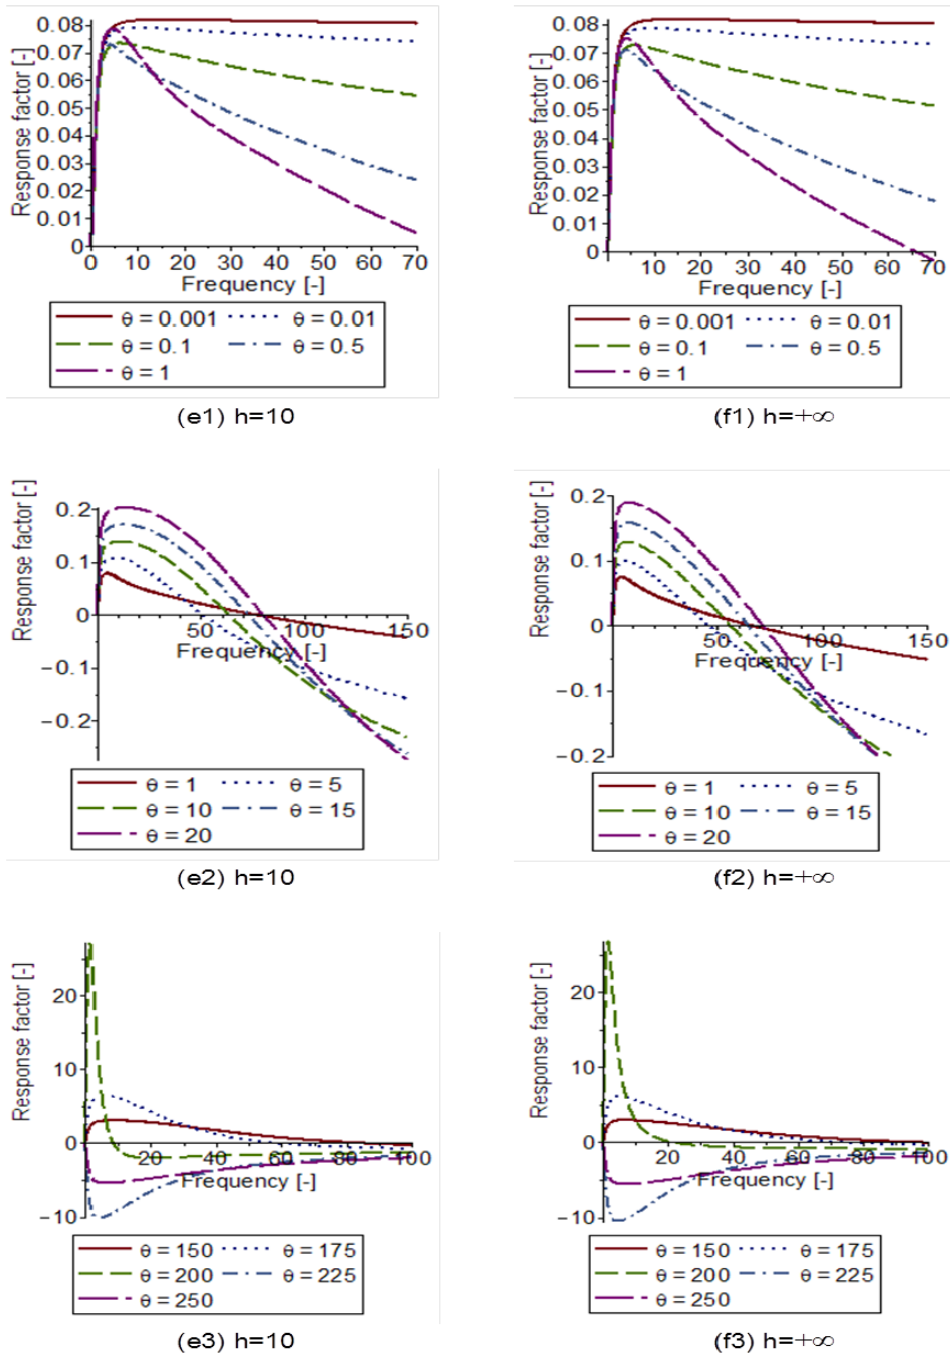 Response factor [-]
0.08
0.07
0.06
0.05
0.04
0.03
0.02
0.01
0
0 10 20 30 40 50 60 70
Frequency [-]
θ = 0.001 θ = 0.01
θ = 0.1 θ = 0.5
θ = 1
(e1) h=10
Response factor [-]
0.08
0.07
0.06
0.05
0.04
0.03
0.02
0.01
0
10 20 30 40 50 60 70
Frequency [-]
θ = 0.001 θ = 0.01
θ = 0.1 θ = 0.5
θ = 1
(f1) h=+∞
Response factor [-]
0.2
0.1
0
−0.1
−0.2
50 100 150
Frequency [-]
θ = 1 θ = 5
θ = 10 θ = 15
θ = 20
(e2) h=10
Response factor [-]
0.2
0.1
0
−0.1
−0.2
50 100 150
Frequency [-]
θ = 1 θ = 5
θ = 10 θ = 15
θ = 20
(f2) h=+∞
Response factor [-]
20
10
0
−10
20 40 60 80 100
Frequency [-]
θ = 150 θ = 175
θ = 200 θ = 225
θ = 250
(e3) h=10
Response factor [-]
20
10
0
−10
20 40 60 80 100
Frequency [-]
θ = 150 θ = 175
θ = 200 θ = 225
θ = 250
(f3) h=+∞